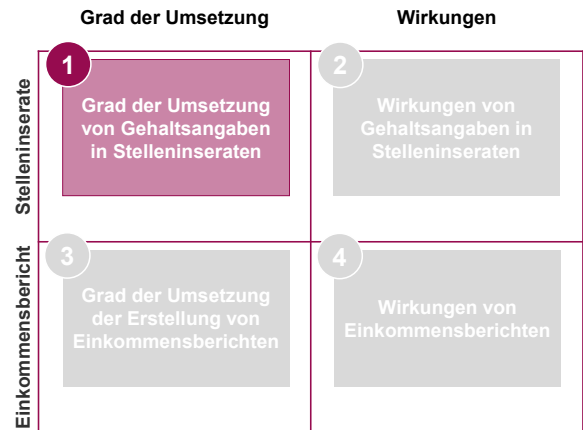 Grad der Umsetzung
Wirkungen
Stelleninserate
1
Grad der Umsetzung
von Gehaltsangaben
in Stelleninseraten
2
Wirkungen von
Gehaltsangaben in
Stelleninseraten
Einkommensbericht
3
Grad der Umsetzung
der Erstellung von
Einkommensberichten
4
Wirkungen von
Einkommensberichten